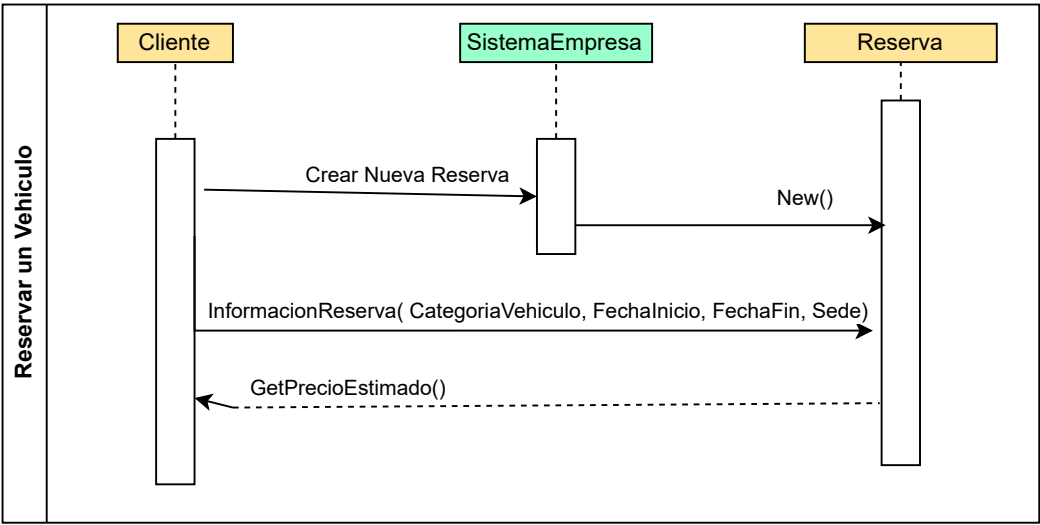 Reservar un Vehiculo
Cliente
SistemaEmpresa
Reserva
Crear Nueva Reserva
New()
InformacionReserva( CategoriaVehiculo, FechaInicio, FechaFin, Sede)
GetPrecioEstimado()